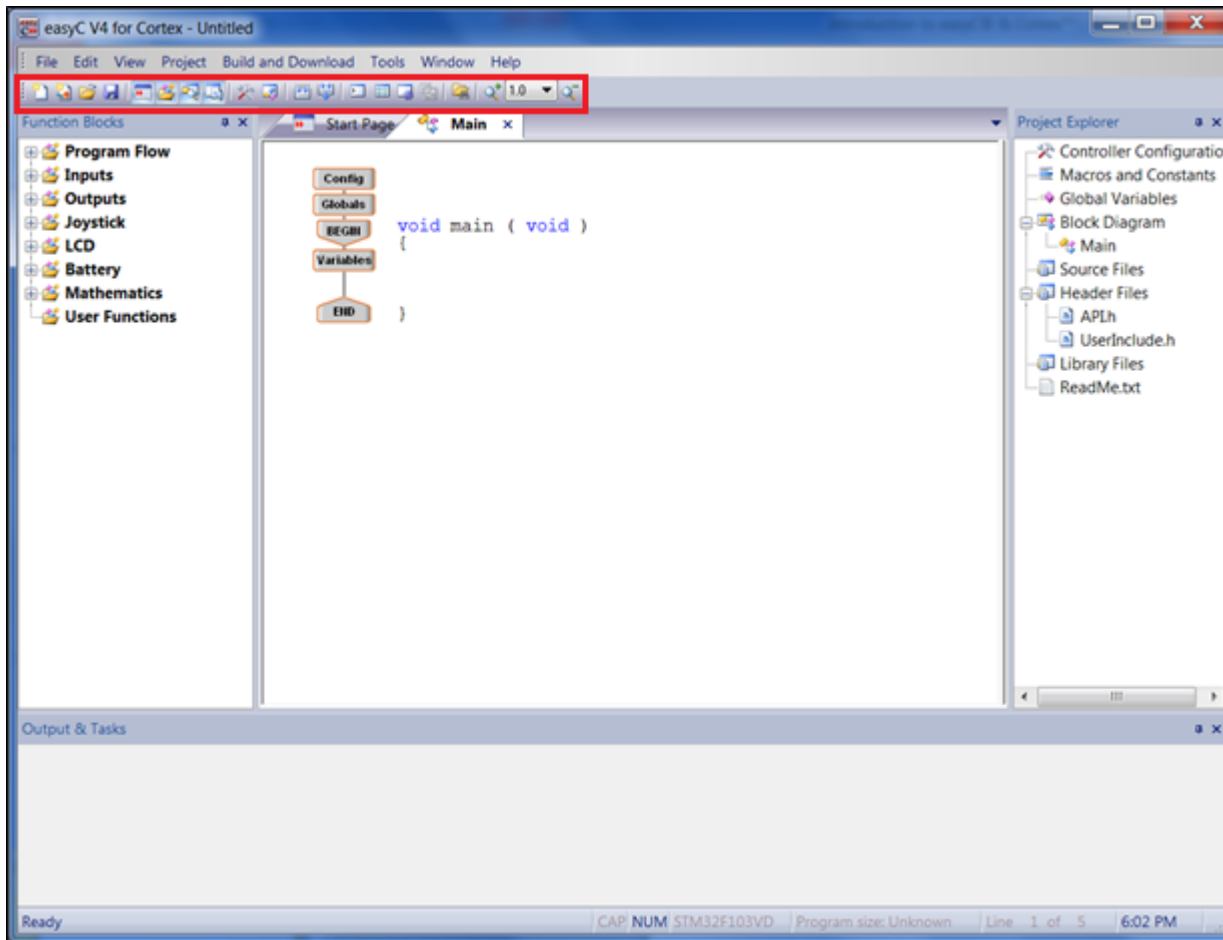 easyC V4 for Cortex - Untitled
File Edit View Project Build and Download Tools Window Help
1.0
Function Blocks
Program Flow
Inputs
Outputs
Joystick
LCD
Battery
Mathematics
User Functions
Start Page Main
Config
Globals
BEGIN
Variables
END
void main ( void )
{
}
Project Explorer
Controller Configuratio
Macros and Constants
Global Variables
Block Diagram
Main
Source Files
Header Files
API.h
UserInclude.h
Library Files
ReadMe.txt
Output & Tasks
Ready
CAP NUM STM32F103VD Program size: Unknown Line 1 of 5 6:02 PM